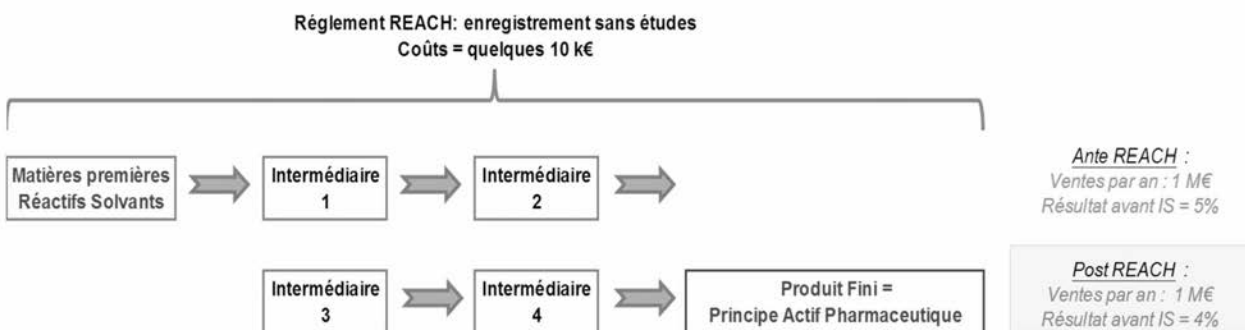 Réglement REACH: enregistrement sans études
Coûts = quelques 10 k€
Matières premières
Réactifs Solvants
Intermédiaire
1
Intermédiaire
2
Ante REACH :
Ventes par an : 1 M€
Résultat avant IS = 5%
Intermédiaire
3
Intermédiaire
4
Produit Fini =
Principe Actif Pharmaceutique
Post REACH :
Ventes par an : 1 M€
Résultat avant IS = 4%